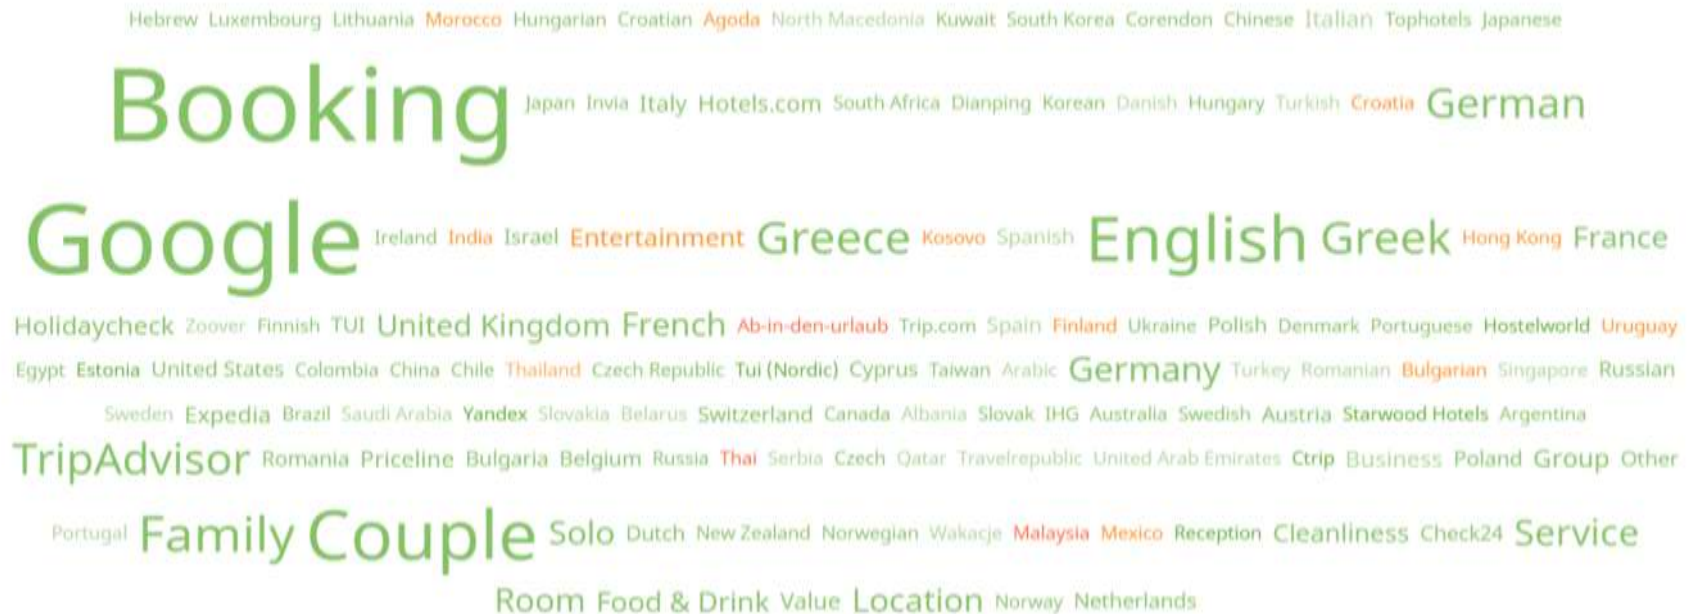 Hebrew Luxembourg Lithuania Morocco Hungarian Croatian Agoda North Macedonia Kuwait South Korea Corendon Chinese Italian Tophotels Japanese
Booking Japan Invia Italy Hotels.com South Africa Dianping Korean Danish Hungary Turkish Croatia German
Google Ireland India Israel Entertainment Greece Kosovo Spanish English Greek Hong Kong France
Holidaycheck Zoover Finnish TUI United Kingdom French Ab-in-den-urlaub Trip.com Spain Finland Ukraine Polish Denmark Portuguese Hostelworld Uruguay
Egypt Estonia United States Colombia China Chile Thailand Czech Republic Tui (Nordic) Cyprus Taiwan Arabic Germany Turkey Romanian Bulgarian Singapore Russian
Sweden Expedia Brazil Saudi Arabia Yandex Slovakia Belarus Switzerland Canada Albania Slovak IHG Australia Swedish Austria Starwood Hotels Argentina
TripAdvisor Romania Priceline Bulgaria Belgium Russia Thai Serbia Czech Qatar Travelrepublic United Arab Emirates Ctrip Business Poland Group Other
Portugal Family Couple Solo Dutch New Zealand Norwegian Wakacje Malaysia Mexico Reception Cleanliness Check24 Service
Room Food & Drink Value Location Norway Netherlands